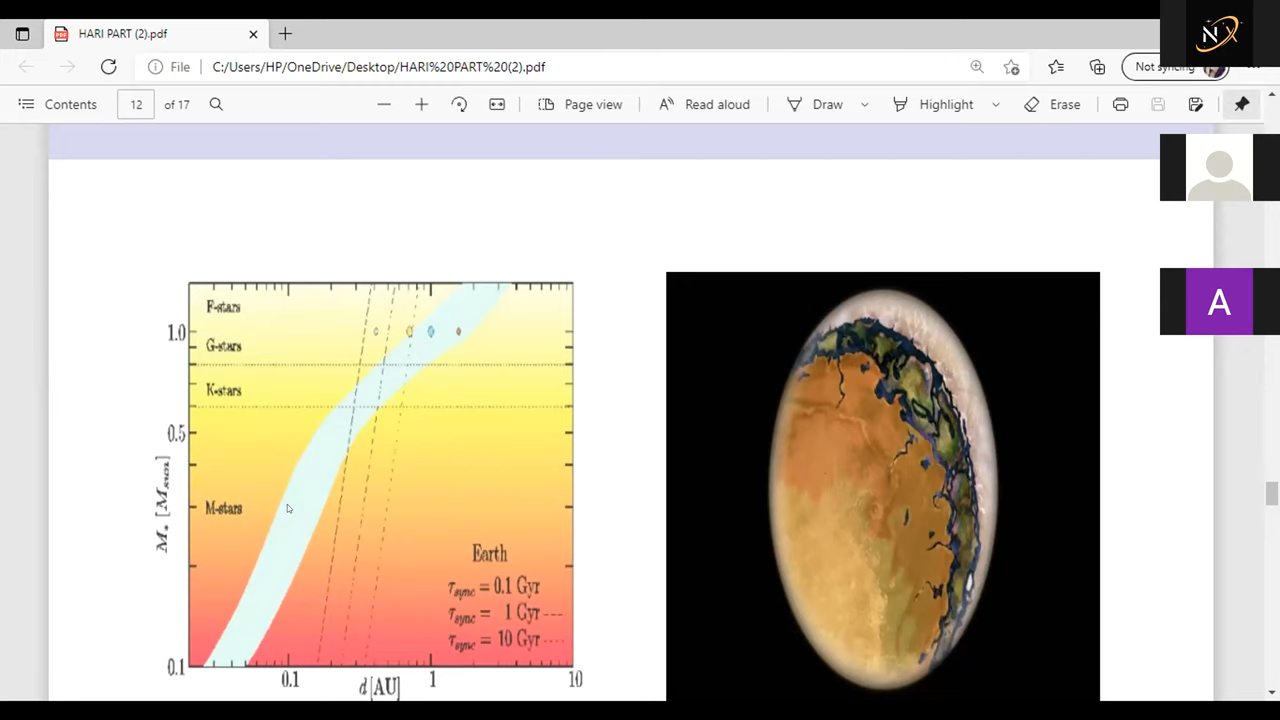 HARI PART (2).pdf
NX
File C:/Users/HP/OneDrive/Desktop/HARI%20PART%20(2).pdf
Not syncing
Contents 12 of 17 Page view Read aloud Draw Highlight Erase
A
F-stars
1.0
G-stars
K-stars
0.5
M-stars
M* [Msun]
Earth
τsync = 0.1 Gyr
τsync = 1 Gyr
τsync = 10 Gyr
0.1
0.1 1 10
d [AU]